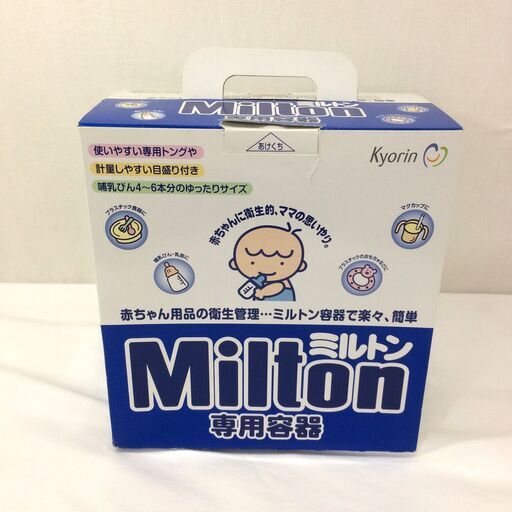 Milton ミルトン
専用容器
あけくち
Kyorin
使いやすい専用トングや
計量しやすい目盛り付き
哺乳びん4〜6本分のゆったりサイズ
赤ちゃんに衛生的、ママの思いやり。
プラスチック食器に
マグカップに
哺乳びん・乳首に
プラスチックのおもちゃなどに
赤ちゃん用品の衛生管理…ミルトン容器で楽々、簡単
Milton ミルトン
専用容器